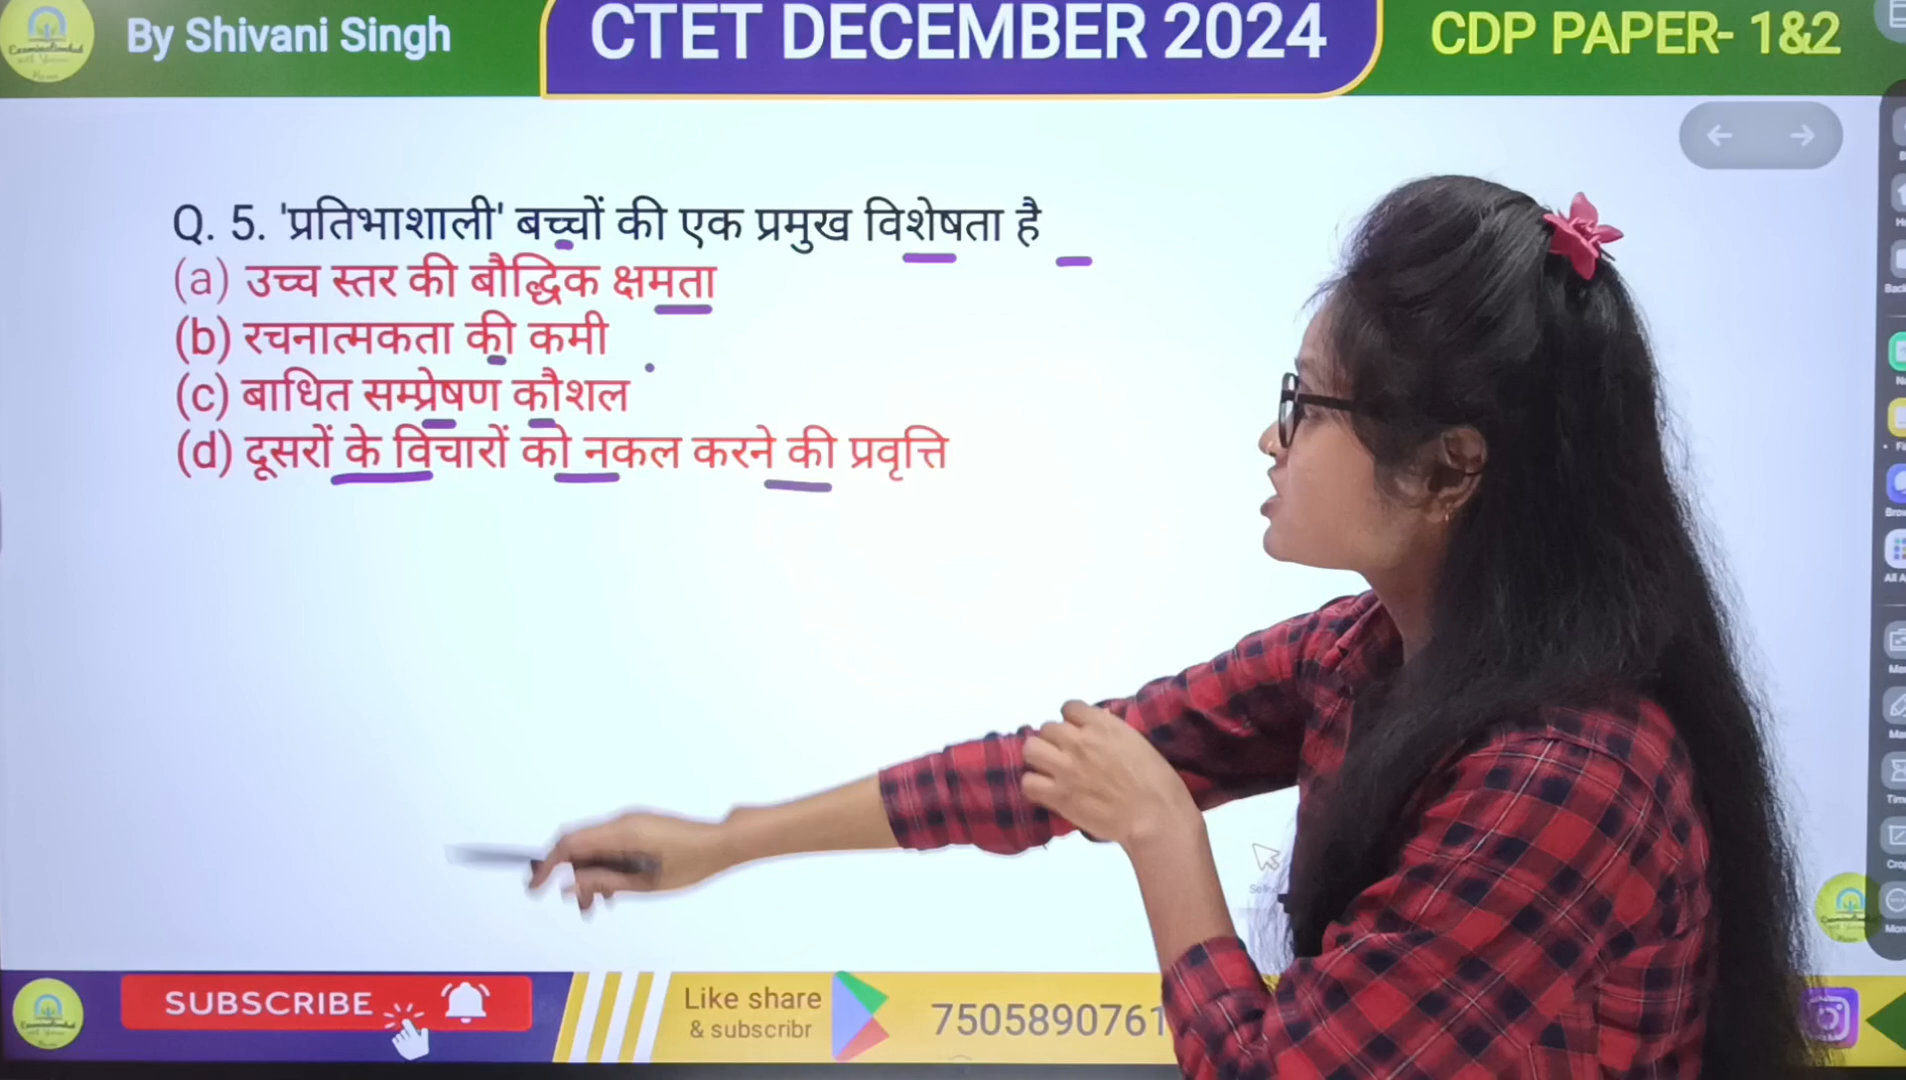 By Shivani Singh
CTET DECEMBER 2024
CDP PAPER- 1&2
Q. 5. 'प्रतिभाशाली' बच्चों की एक प्रमुख विशेषता है
(a) उच्च स्तर की बौद्धिक क्षमता
(b) रचनात्मकता की कमी
(c) बाधित सम्प्रेषण कौशल
(d) दूसरों के विचारों को नकल करने की प्रवृत्ति
SUBSCRIBE
Like share
& subscribr
7505890761